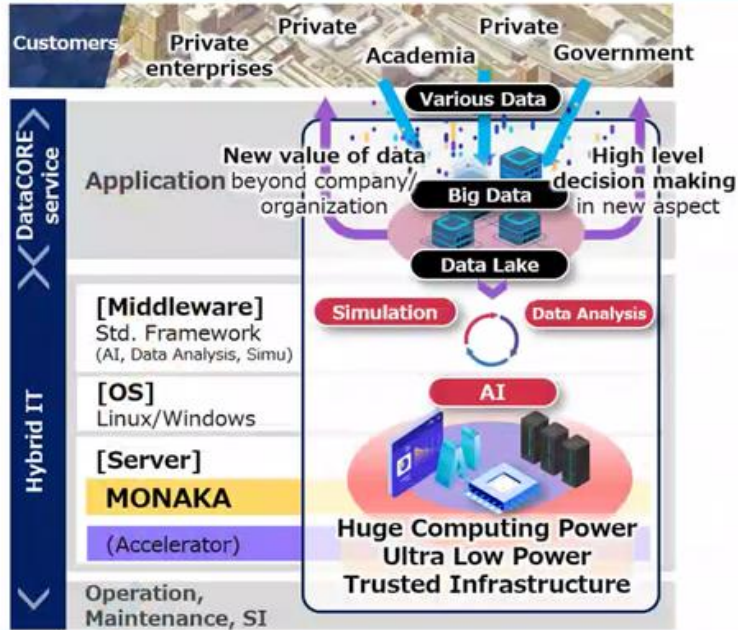 Customers
Private
enterprises
Private
Academia
Private
Government
DataCORE
service
Various Data
Application
New value of data
beyond company/
organization
Big Data
High level
decision making
in new aspect
Data Lake
Hybrid IT
[Middleware]
Std. Framework
(AI, Data Analysis, Simu)
Simulation
Data Analysis
[OS]
Linux/Windows
AI
[Server]
MONAKA
(Accelerator)
AI
Huge Computing Power
Ultra Low Power
Trusted Infrastructure
Operation,
Maintenance, SI